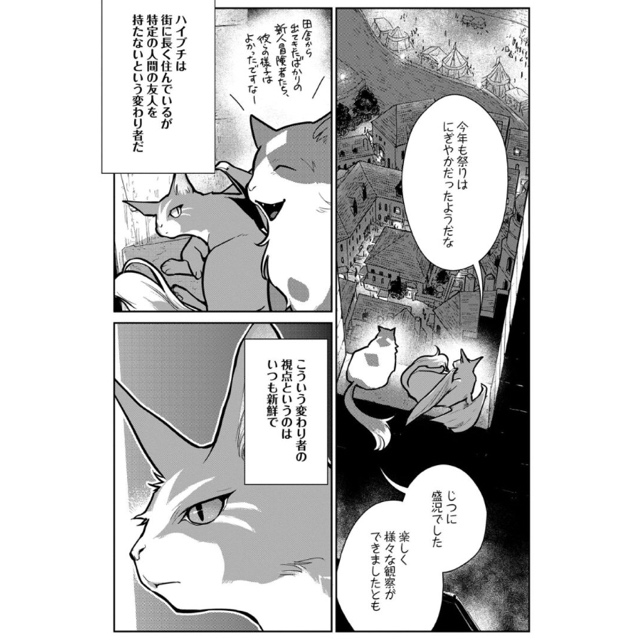 今年も祭りは
にぎやかだったようだな
じつに
盛況でした
楽しく
様々な観察が
できましたとも
田舎から
出てきたばかりの
新人冒険者たち、
彼らの様子は
よかったですなー
ハイブチは
街に長く住んでいるが
特定の人間の友人を
持たないという変わり者だ
こういう変わり者の
視点というのは
いつも新鮮で